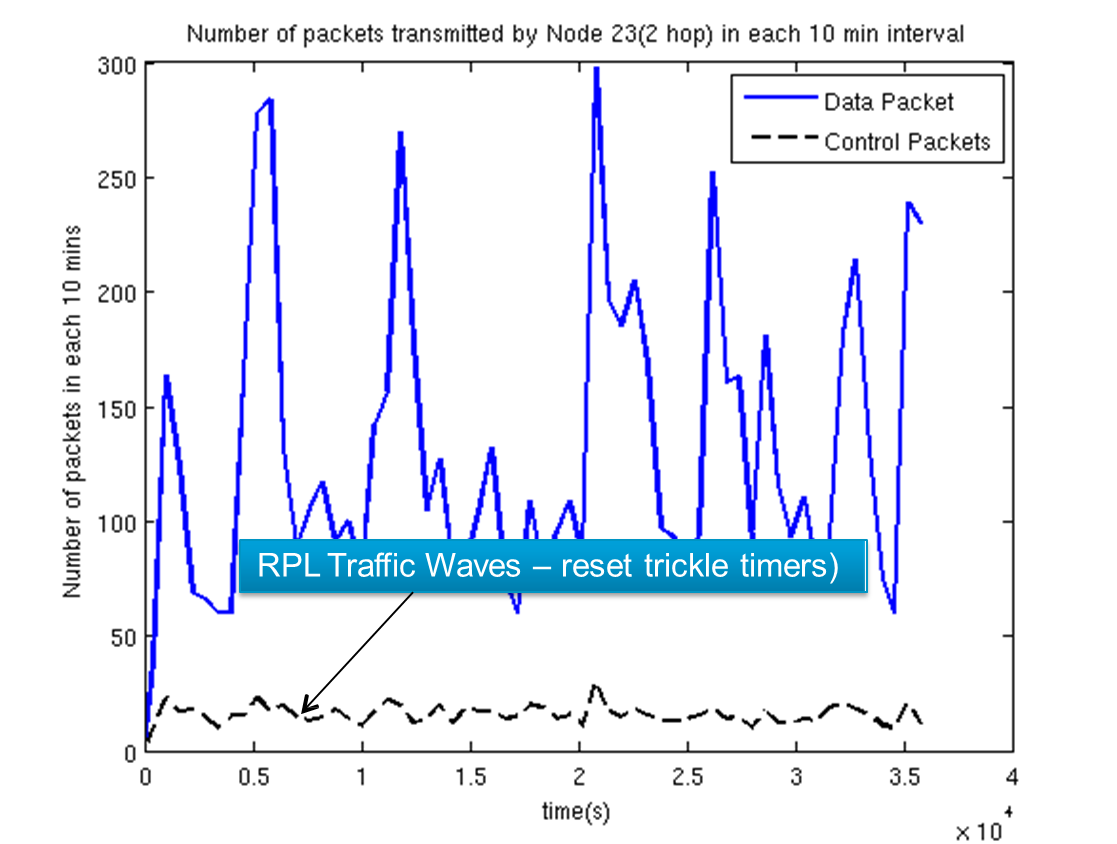 Number of packets transmitted by Node 23(2 hop) in each 10 min interval
Data Packet
Control Packets
Number of packets in each 10 mins
300
250
200
150
100
50
0
RPL Traffic Waves – reset trickle timers)
0 0.5 1 1.5 2 2.5 3 3.5 4
time(s)
x 10 4